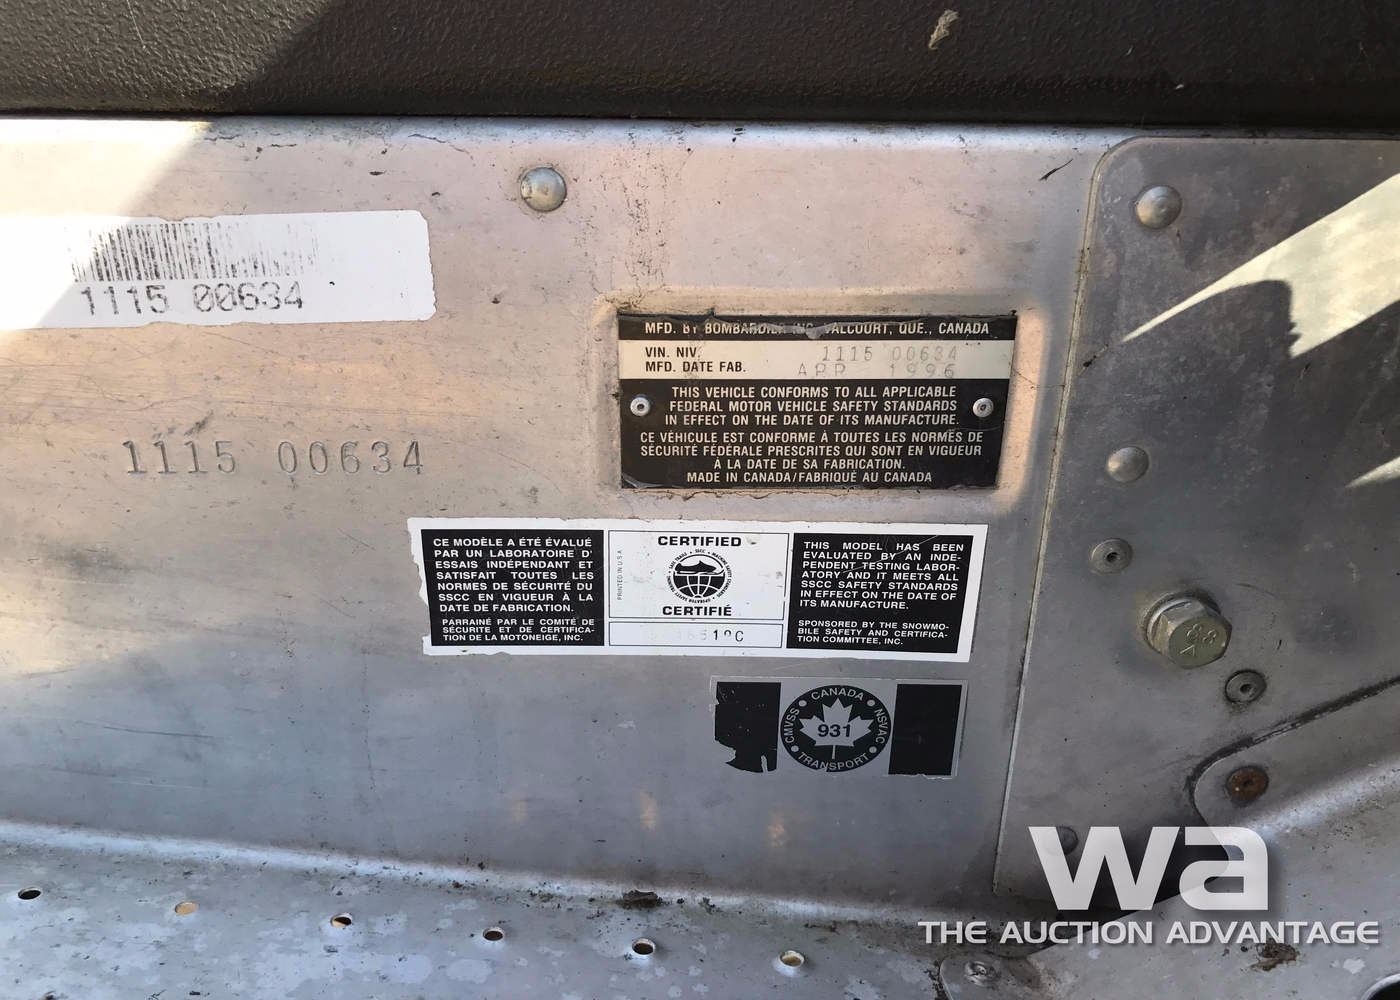 1115 00634
1115 00634
MFD. BY BOMBARDIER INC. VALCOURT, QUE., CANADA
VIN. NIV. 1115 00634
MFD. DATE FAB. APR 1996
THIS VEHICLE CONFORMS TO ALL APPLICABLE
FEDERAL MOTOR VEHICLE SAFETY STANDARDS
IN EFFECT ON THE DATE OF ITS MANUFACTURE.
CE VÉHICULE EST CONFORME À TOUTES LES NORMES DE
SÉCURITÉ FÉDÉRALE PRESCRITES QUI SONT EN VIGUEUR
À LA DATE DE SA FABRICATION.
MADE IN CANADA/FABRIQUÉ AU CANADA
CE MODÈLE A ÉTÉ ÉVALUÉ
PAR UN LABORATOIRE D'
ESSAIS INDÉPENDANT ET
SATISFAIT TOUTES LES
NORMES DE SÉCURITÉ DU
SSCC EN VIGUEUR À LA
DATE DE FABRICATION.
PARRAINÉ PAR LE COMITÉ DE
SÉCURITE ET DE CERTIFICA-
TION DE LA MOTONEIGE, INC.
PRINTED IN U.S.A
CERTIFIED
CERTIFIÉ
THIS MODEL HAS BEEN
EVALUATED BY AN INDE-
PENDENT TESTING LABOR-
ATORY AND IT MEETS ALL
SSCC SAFETY STANDARDS
IN EFFECT ON THE DATE OF
ITS MANUFACTURE.
SPONSORED BY THE SNOWMO-
BILE SAFETY AND CERTIFICA-
TION COMMITTEE, INC.
CANADA
CMVSS 931 NSVAC
TRANSPORT
wa
THE AUCTION ADVANTAGE